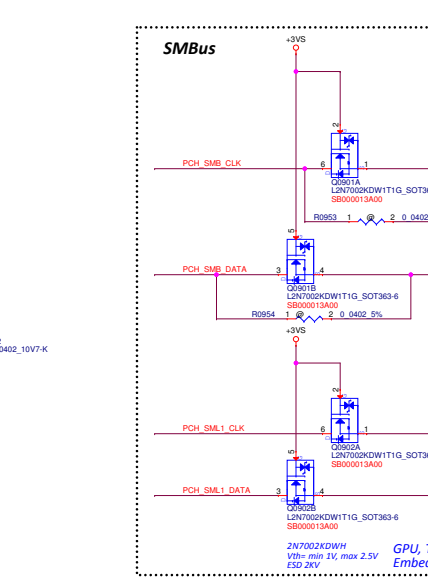 SMBus
+3VS
2
PCH_SMB_CLK
6
1
Q0901A
L2N7002KDW1T1G_SOT36
SB000013A00
R0953 1 @ 2 0_0402
5
PCH_SMB_DATA
3
4
Q0901B
L2N7002KDW1T1G_SOT363-6
SB000013A00
R0954 1 @ 2 0_0402_5%
+3VS
0402_10V7-K
2
PCH_SML1_CLK
6
1
Q0902A
L2N7002KDW1T1G_SOT36
SB000013A00
5
PCH_SML1_DATA
3
4
Q0902B
L2N7002KDW1T1G_SOT363-6
SB000013A00
2N7002KDWH
Vth= min 1V, max 2.5V
ESD 2KV
GPU,
Embe